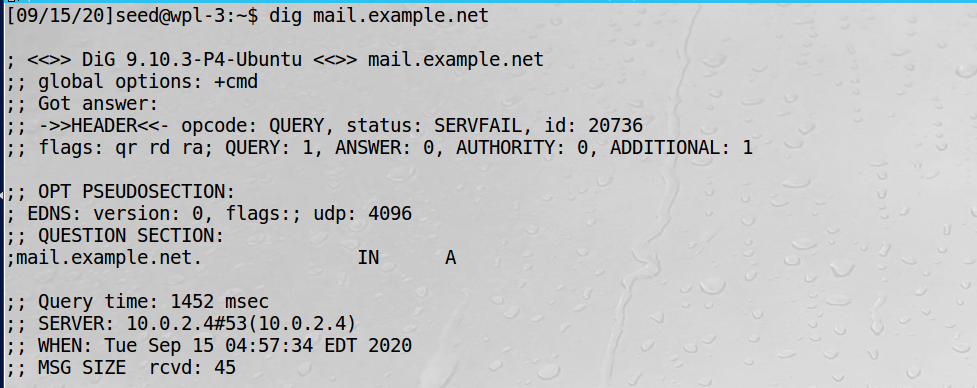 [09/15/20]seed@wpl-3:~$ dig mail.example.net
; <<>> DiG 9.10.3-P4-Ubuntu <<>> mail.example.net
;; global options: +cmd
;; Got answer:
;; ->>HEADER<<- opcode: QUERY, status: SERVFAIL, id: 20736
;; flags: qr rd ra; QUERY: 1, ANSWER: 0, AUTHORITY: 0, ADDITIONAL: 1
;; OPT PSEUDOSECTION:
; EDNS: version: 0, flags:; udp: 4096
;; QUESTION SECTION:
;mail.example.net. IN A
;; Query time: 1452 msec
;; SERVER: 10.0.2.4#53(10.0.2.4)
;; WHEN: Tue Sep 15 04:57:34 EDT 2020
;; MSG SIZE rcvd: 45